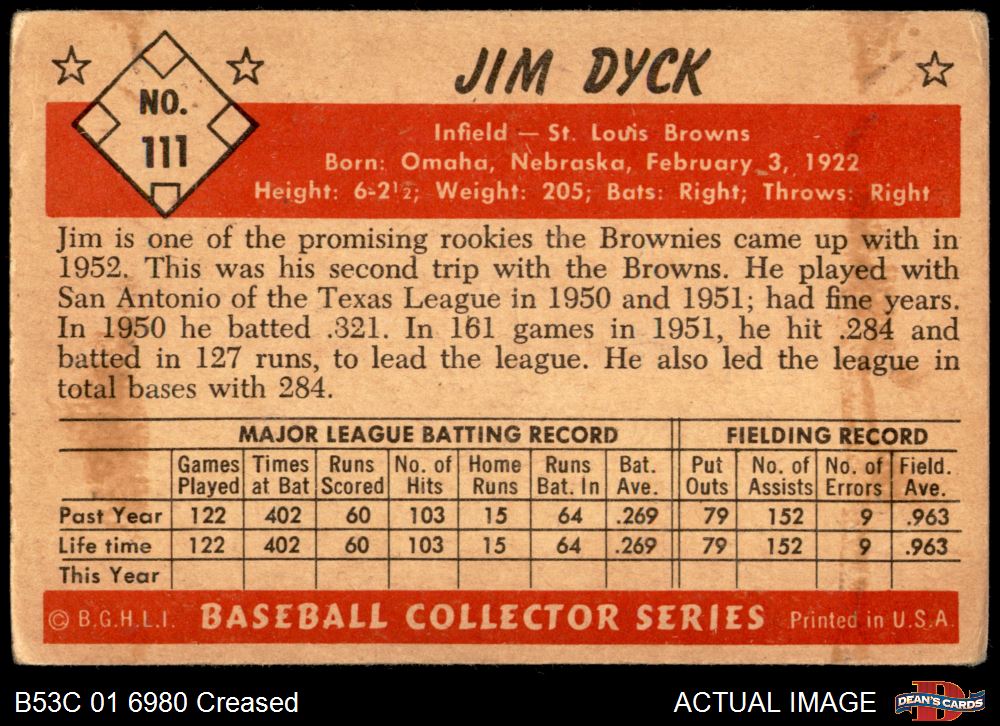 JIM DYCK
NO.
111
Infield — St. Louis Browns
Born: Omaha, Nebraska, February 3, 1922
Height: 6-2½; Weight: 205; Bats: Right; Throws: Right
Jim is one of the promising rookies the Brownies came up with in
1952. This was his second trip with the Browns. He played with
San Antonio of the Texas League in 1950 and 1951; had fine years.
In 1950 he batted .321. In 161 games in 1951, he hit .284 and
batted in 127 runs, to lead the league. He also led the league in
total bases with 284.
MAJOR LEAGUE BATTING RECORD FIELDING RECORD
Games Times Runs No. of Home Runs Bat. Put No. of No. of Field.
Played at Bat Scored Hits Runs Bat. In Ave. Outs Assists Errors Ave.
Past Year 122 402 60 103 15 64 .269 79 152 9 .963
Life time 122 402 60 103 15 64 .269 79 152 9 .963
This Year
© B.G.H.L.I. BASEBALL COLLECTOR SERIES Printed in U.S.A.
B53C 01 6980 Creased ACTUAL IMAGE DEAN'S CARDS